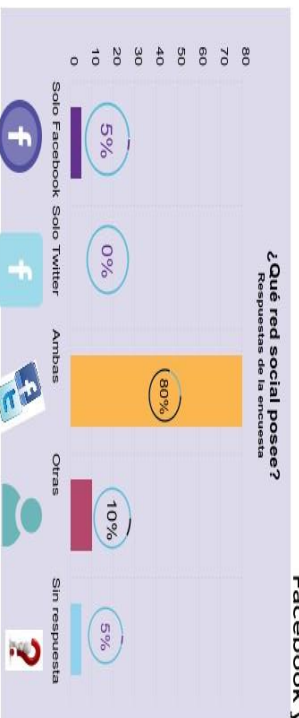 Facebook y
¿Qué red social posee?
Respuestas de la encuesta
80
70
60
50
40
30
20
10
0
5%
0%
80%
10%
5%
Solo Facebook
Solo Twitter
Ambas
Otras
Sin respuesta
f
f
f
t
?